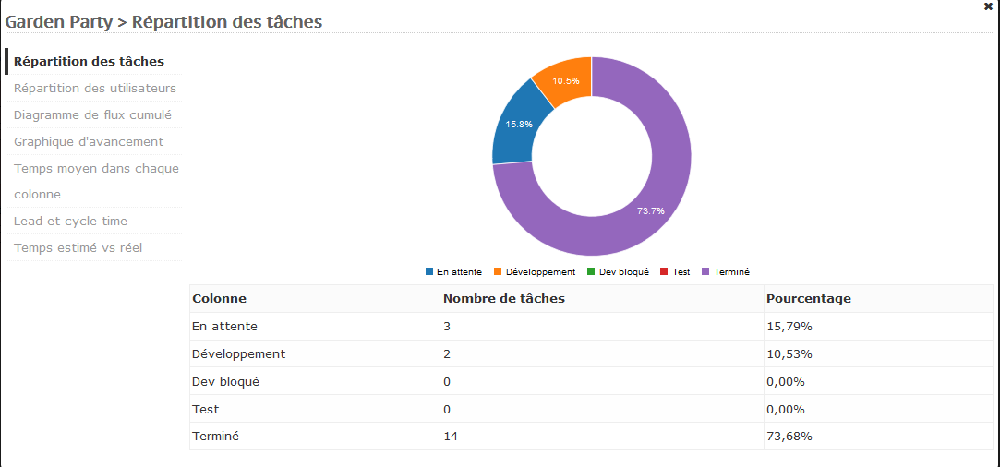 ✖
Garden Party > Répartition des tâches
Répartition des tâches
Répartition des utilisateurs
Diagramme de flux cumulé
Graphique d'avancement
Temps moyen dans chaque
colonne
Lead et cycle time
Temps estimé vs réel
10.5%
15.8%
73.7%
En attente Développement Dev bloqué Test Terminé
Colonne Nombre de tâches Pourcentage
En attente 3 15,79%
Développement 2 10,53%
Dev bloqué 0 0,00%
Test 0 0,00%
Terminé 14 73,68%